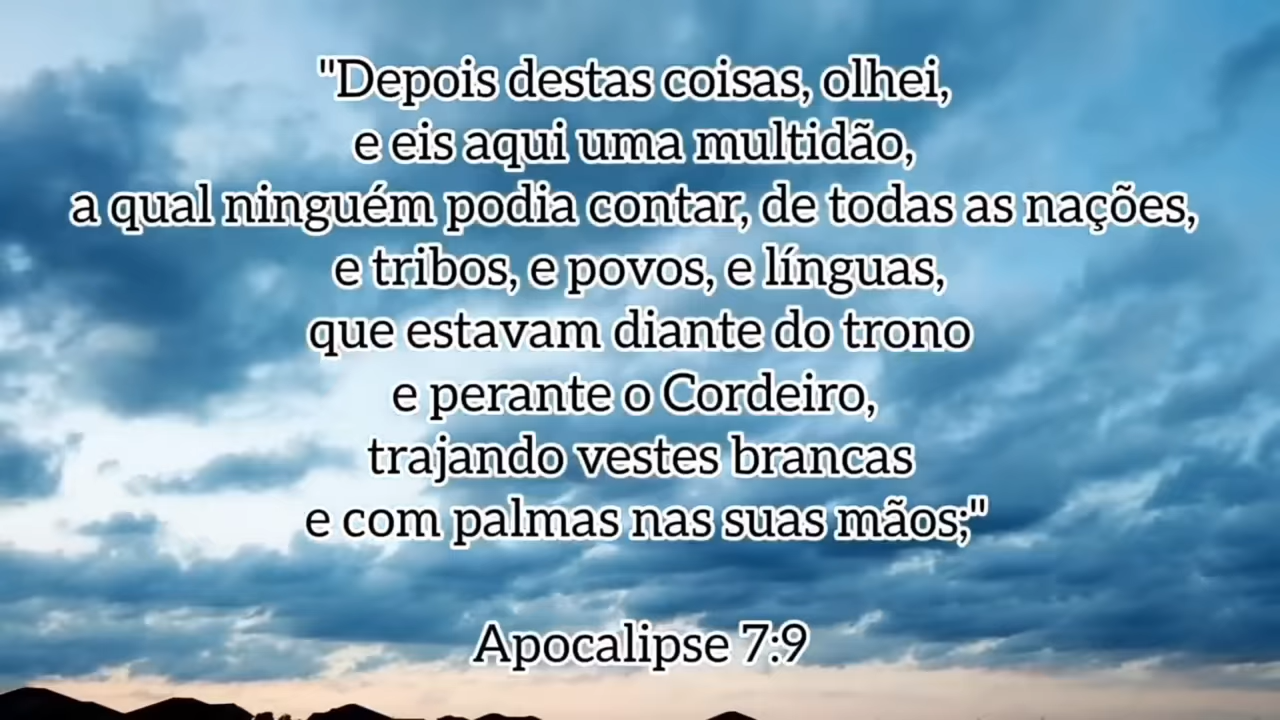 "Depois destas coisas, olhei,
e eis aqui uma multidão,
a qual ninguém podia contar, de todas as nações,
e tribos, e povos, e línguas,
que estavam diante do trono
e perante o Cordeiro,
trajando vestes brancas
e com palmas nas suas mãos;"
Apocalipse 7:9